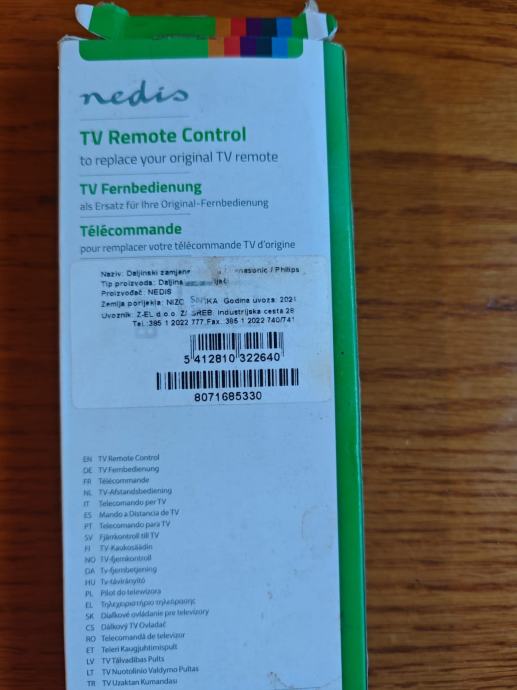 nedis
TV Remote Control
to replace your original TV remote
TV Fernbedienung
als Ersatz für Ihre Original-Fernbedienung
Télécommande
pour remplacer votre télécommande TV d'origine
Naziv: Daljinski / Philips
Tip proizvoda:
Proizvođač: NEDIS
Zemlja porijekla: Godina uvoza: 2021
Uvoznik: Z-EL d.o.o. Industrijska cesta 28
Tel.:385 1 2022 777 Fax.:385 1 2022 740/741
5 412810 322640
8071685330
EN TV Remote Control
DE TV Fernbedienung
FR Télécommande
NL TV-Afstandsbediening
IT Telecomando per TV
ES Mando a Distancia de TV
PT Telecomando para TV
SV Fjärrkontroll till TV
FI TV-Kaukosäädin
NO TV-fjernkontroll
DA Tv-fjernbetjening
HU Tv-távirányító
PL Pilot do telewizora
EL Τηλεχειριστήριο τηλεόρασης
SK Diaľkové ovládanie pre televízory
CS Dálkový TV Ovladač
RO Telecomandă de televizor
ET Teleri Kaugjuhtimispult
LV TV Tālvadības Pults
LT TV Nuotolinio Valdymo Pultas
TR TV Uzaktan Kumandası